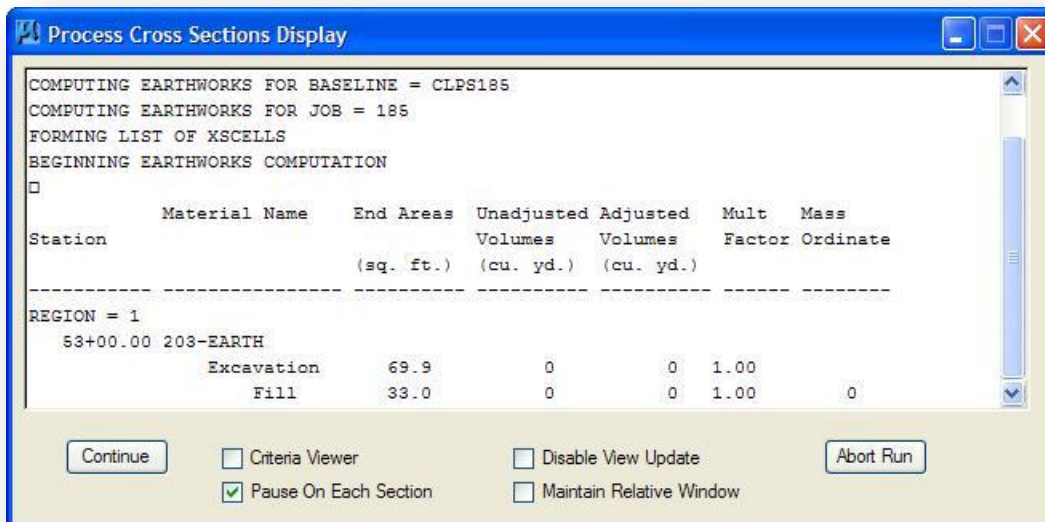 Process Cross Sections Display
COMPUTING EARTHWORKS FOR BASELINE = CLPS185
COMPUTING EARTHWORKS FOR JOB = 185
FORMING LIST OF XSCELLS
BEGINNING EARTHWORKS COMPUTATION
□
Material Name End Areas Unadjusted Adjusted Mult Mass
Station Volumes Volumes Factor Ordinate
(sq. ft.) (cu. yd.) (cu. yd.)
----------- ---------------- ---------- ---------- ---------- ------ --------
REGION = 1
53+00.00 203-EARTH
Excavation 69.9 0 0 1.00
Fill 33.0 0 0 1.00 0
Continue Criteria Viewer Disable View Update Abort Run
Pause On Each Section Maintain Relative Window